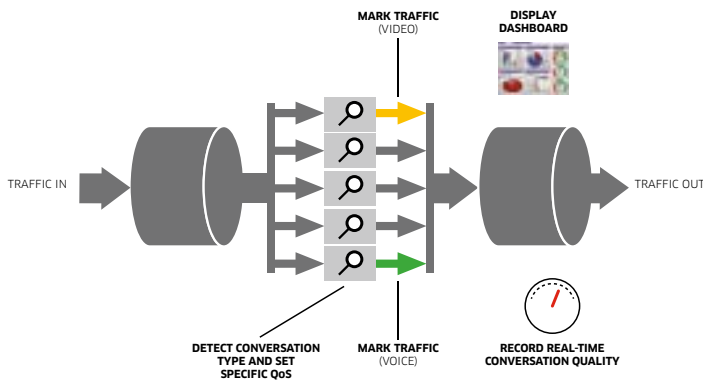 MARK TRAFFIC
(VIDEO)
DISPLAY
DASHBOARD
TRAFFIC IN
TRAFFIC OUT
DETECT CONVERSATION
TYPE AND SET
SPECIFIC QoS
MARK TRAFFIC
(VOICE)
RECORD REAL-TIME
CONVERSATION QUALITY